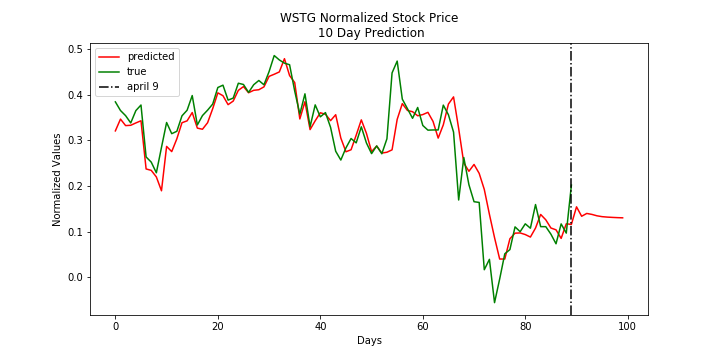 WSTG Normalized Stock Price
10 Day Prediction
predicted
true
april 9
Normalized Values
0.5
0.4
0.3
0.2
0.1
0.0
0 20 40 60 80 100
Days